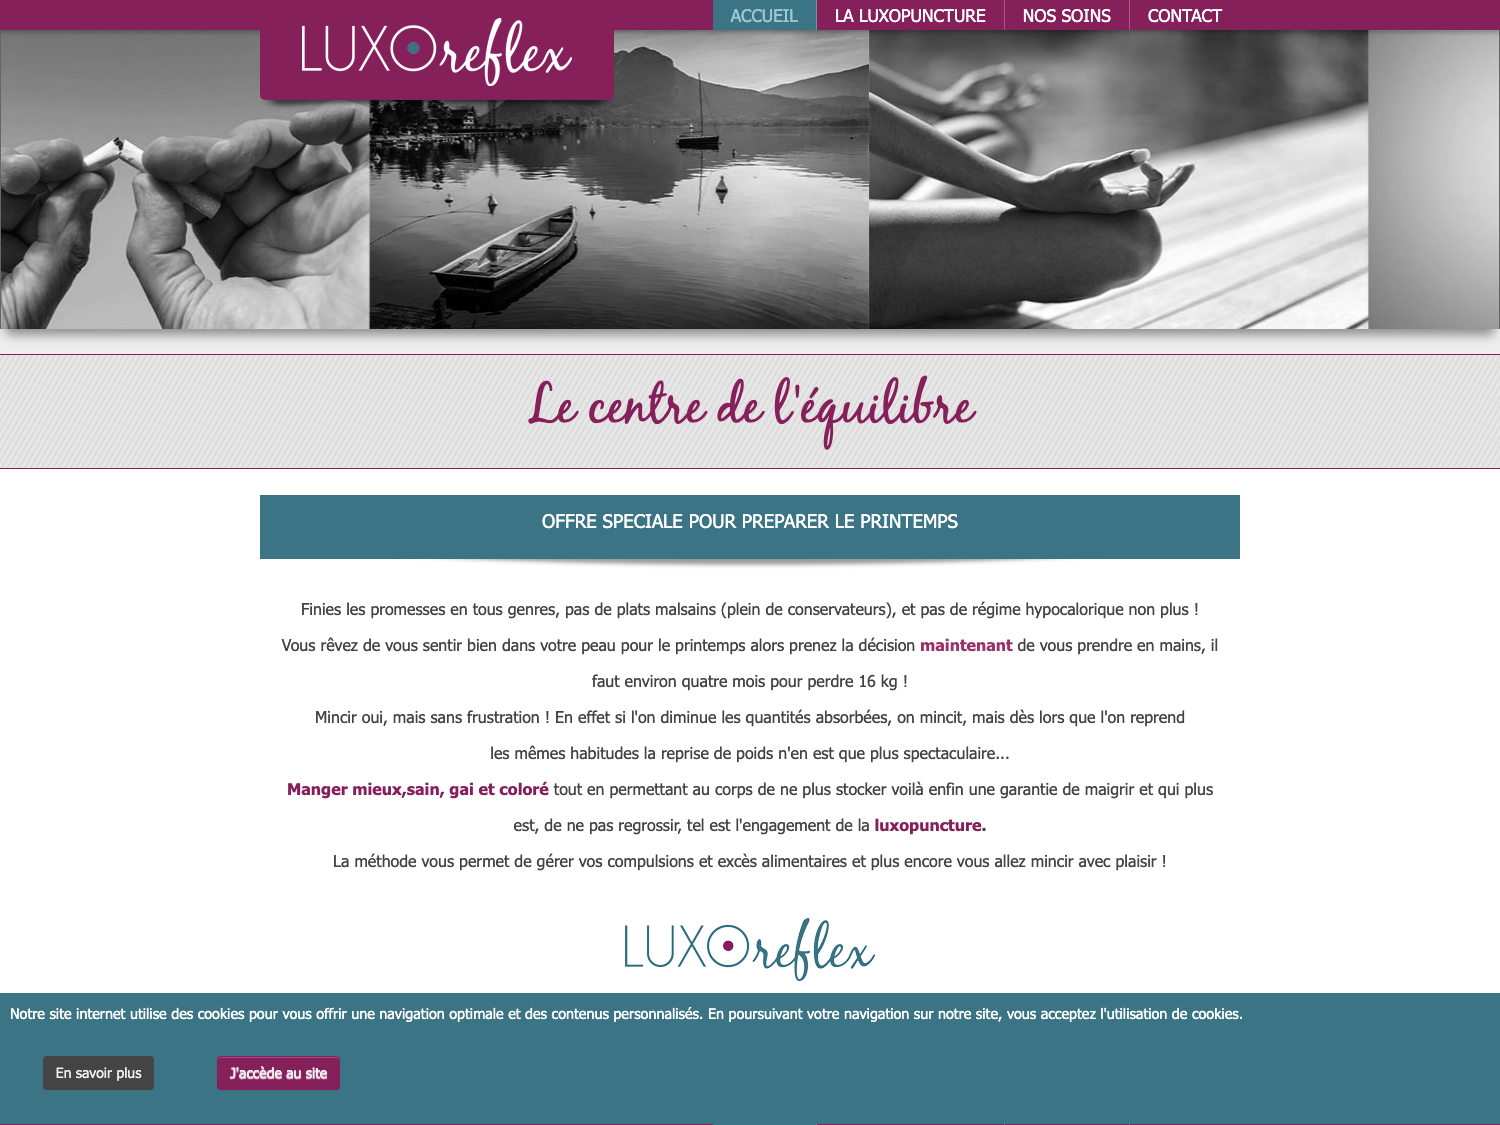 LUXOreflex
ACCUEIL
LA LUXOPUNCTURE
NOS SOINS
CONTACT
Le centre de l'équilibre
OFFRE SPECIALE POUR PREPARER LE PRINTEMPS
Finies les promesses en tous genres, pas de plats malsains (plein de conservateurs), et pas de régime hypocalorique non plus !
Vous rêvez de vous sentir bien dans votre peau pour le printemps alors prenez la décision maintenant de vous prendre en mains, il
faut environ quatre mois pour perdre 16 kg !
Mincir oui, mais sans frustration ! En effet si l'on diminue les quantités absorbées, on mincit, mais dès lors que l'on reprend
les mêmes habitudes la reprise de poids n'en est que plus spectaculaire...
Manger mieux,sain, gai et coloré tout en permettant au corps de ne plus stocker voilà enfin une garantie de maigrir et qui plus
est, de ne pas regrossir, tel est l'engagement de la luxopuncture.
La méthode vous permet de gérer vos compulsions et excès alimentaires et plus encore vous allez mincir avec plaisir !
LUXOreflex
Notre site internet utilise des cookies pour vous offrir une navigation optimale et des contenus personnalisés. En poursuivant votre navigation sur notre site, vous acceptez l'utilisation de cookies.
En savoir plus
J'accède au site